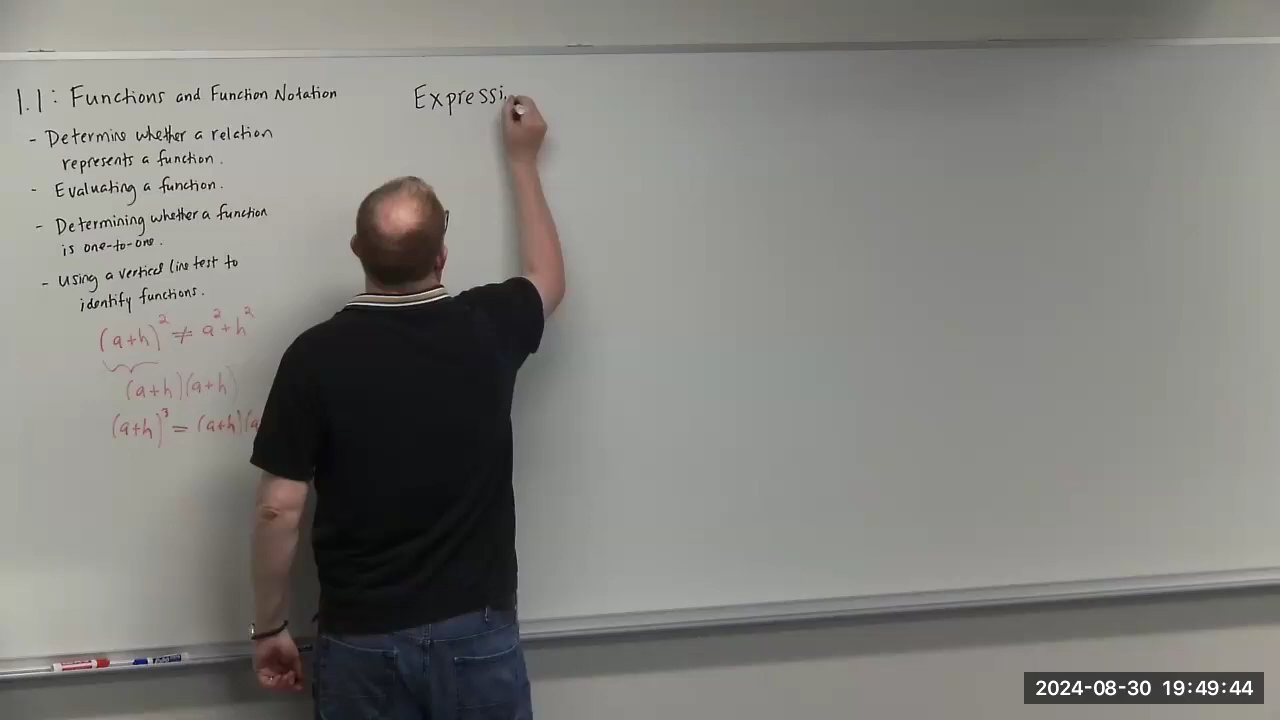 1.1: Functions and Function Notation
- Determine whether a relation
represents a function.
- Evaluating a function.
- Determining whether a function
is one-to-one.
- Using a vertical line test to
identify functions.
(a+h)² ≠ a² + h²
(a+h)(a+h)
(a+h)³ = (a+h)(a
Expressi
2024-08-30 19:49:44